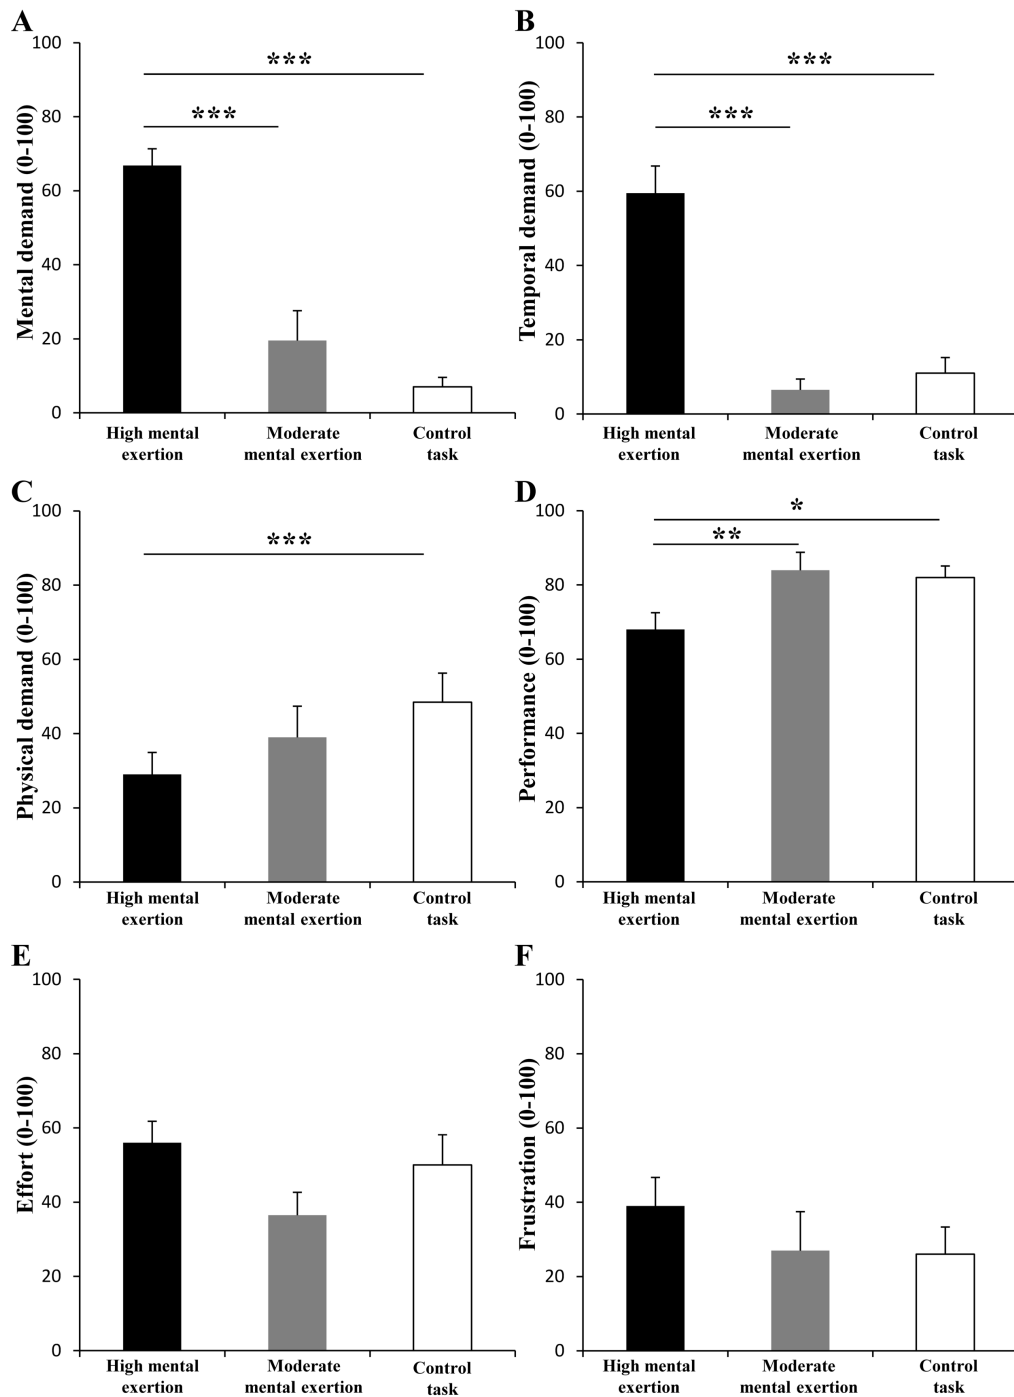 A
Mental demand (0-100)
100
80
60
40
20
0
***
***
High mental
exertion
Moderate
mental exertion
Control
task
B
Temporal demand (0-100)
100
80
60
40
20
0
***
***
High mental
exertion
Moderate
mental exertion
Control
task
C
Physical demand (0-100)
100
80
60
40
20
0
***
High mental
exertion
Moderate
mental exertion
Control
task
D
Performance (0-100)
100
80
60
40
20
0
*
**
High mental
exertion
Moderate
mental exertion
Control
task
E
Effort (0-100)
100
80
60
40
20
0
High mental
exertion
Moderate
mental exertion
Control
task
F
Frustration (0-100)
100
80
60
40
20
0
High mental
exertion
Moderate
mental exertion
Control
task